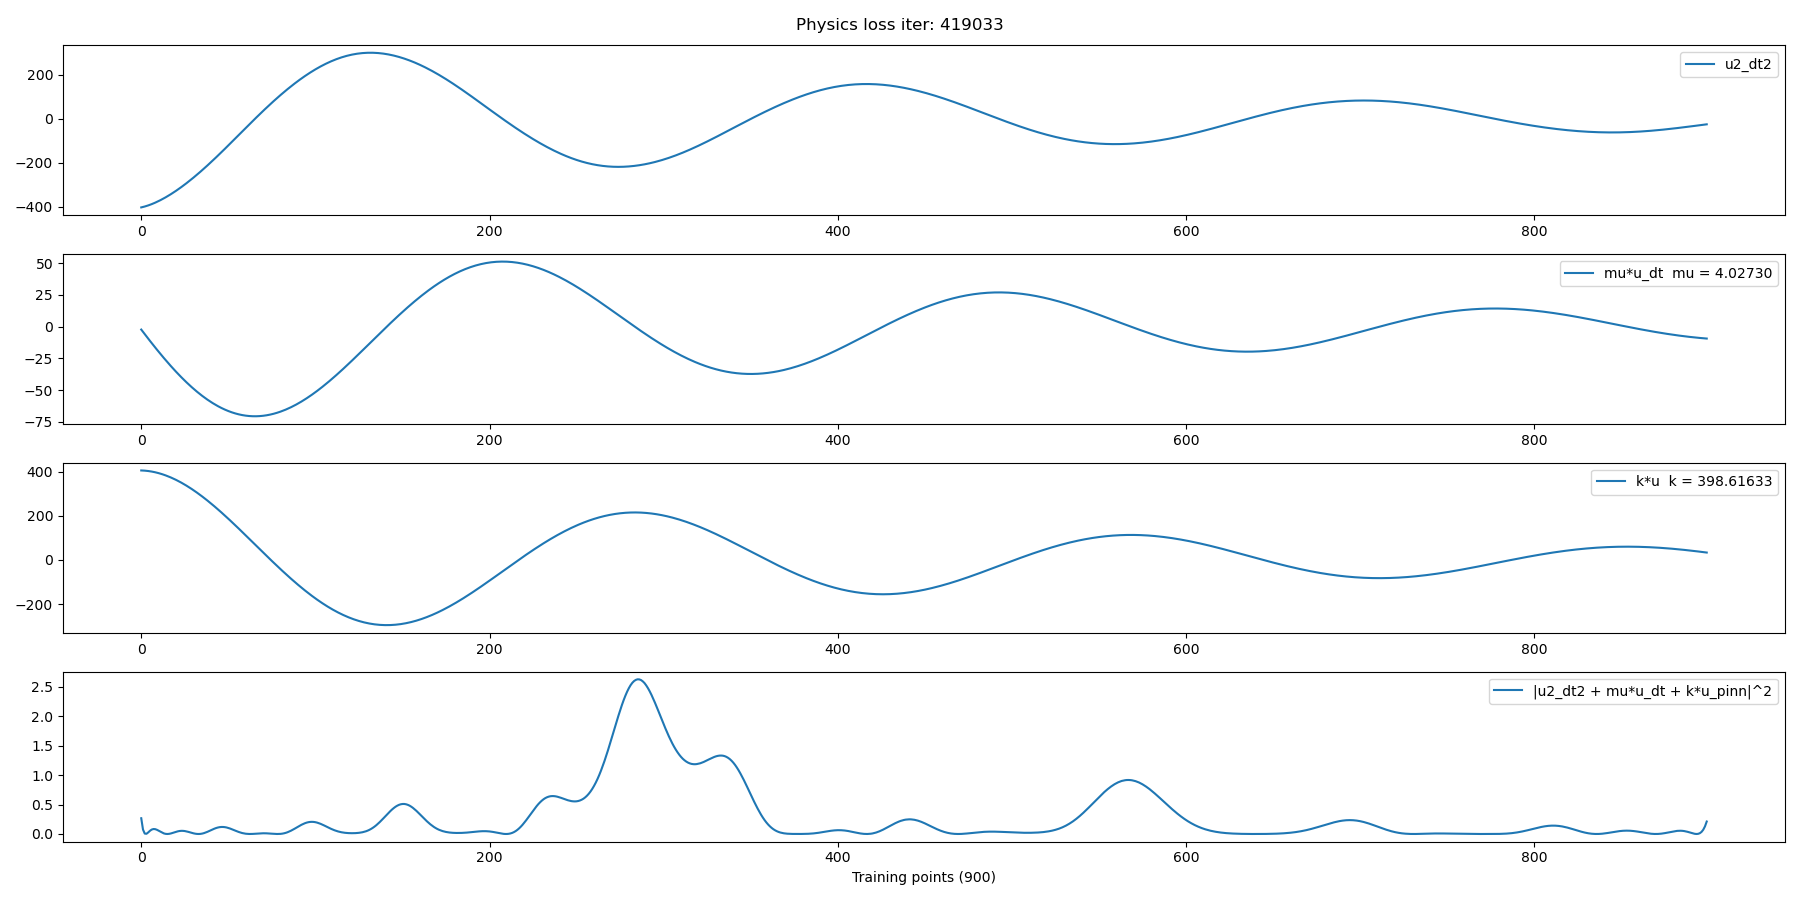 Physics loss iter: 419033
u2_dt2
200
0
−200
−400
0 200 400 600 800
mu*u_dt  mu = 4.02730
50
25
0
−25
−50
−75
0 200 400 600 800
k*u  k = 398.61633
400
200
0
−200
0 200 400 600 800
|u2_dt2 + mu*u_dt + k*u_pinn|^2
2.5
2.0
1.5
1.0
0.5
0.0
0 200 400 600 800
Training points (900)